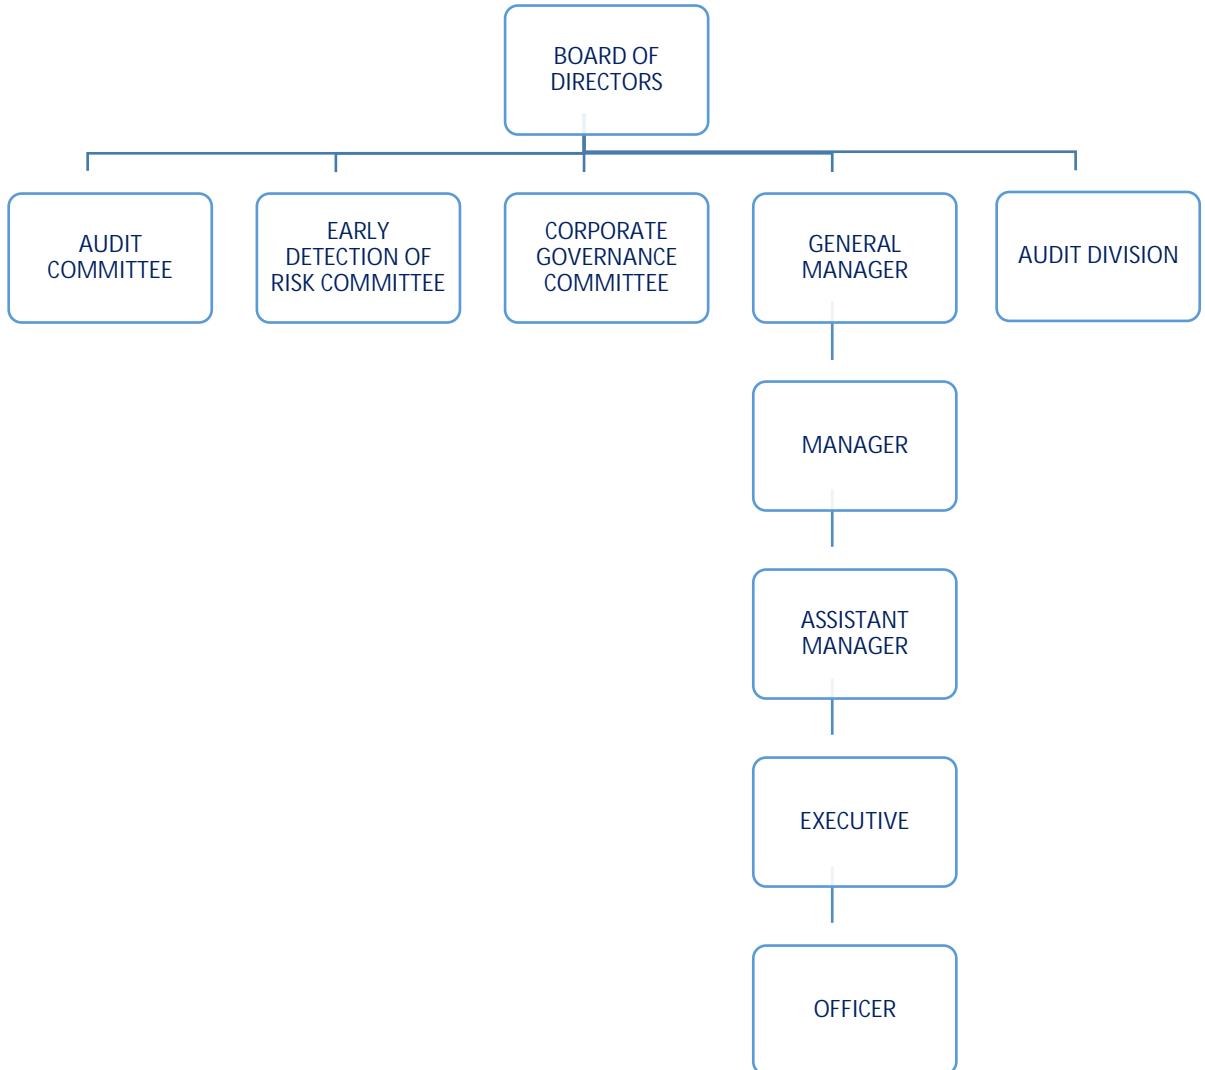 BOARD OF
DIRECTORS
AUDIT
COMMITTEE
EARLY
DETECTION OF
RISK COMMITTEE
CORPORATE
GOVERNANCE
COMMITTEE
GENERAL
MANAGER
AUDIT DIVISION
MANAGER
ASSISTANT
MANAGER
EXECUTIVE
OFFICER